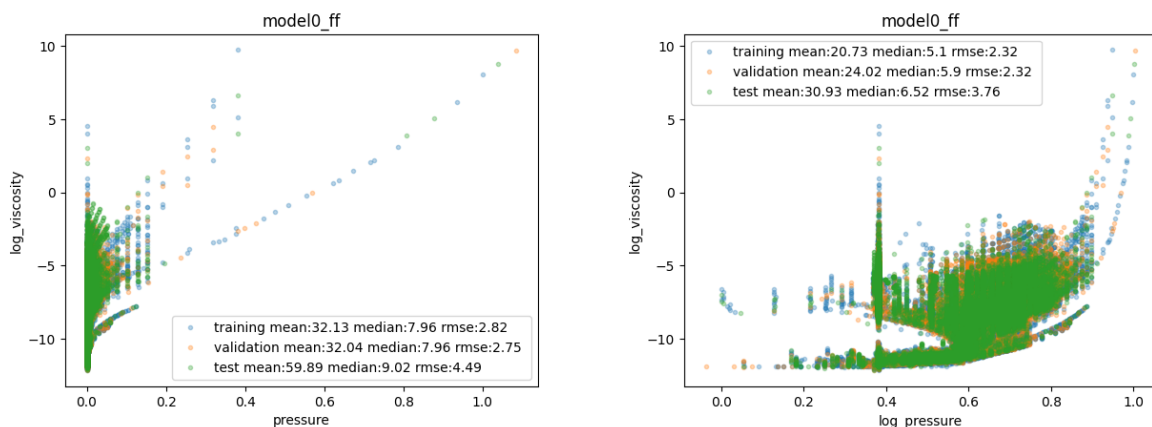 model0_ff
10
5
0
−5
−10
log_viscosity
training mean:32.13 median:7.96 rmse:2.82
validation mean:32.04 median:7.96 rmse:2.75
test mean:59.89 median:9.02 rmse:4.49
0.0 0.2 0.4 0.6 0.8 1.0
pressure
model0_ff
10
5
0
−5
−10
log_viscosity
training mean:20.73 median:5.1 rmse:2.32
validation mean:24.02 median:5.9 rmse:2.32
test mean:30.93 median:6.52 rmse:3.76
0.0 0.2 0.4 0.6 0.8 1.0
log_pressure